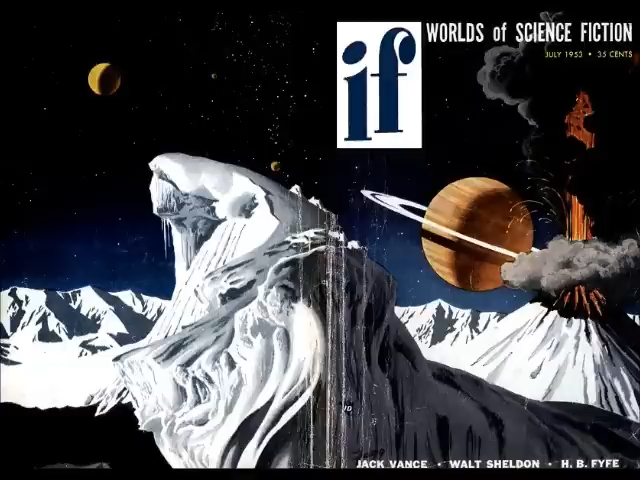 if
WORLDS of SCIENCE FICTION
JULY 1953 • 35 CENTS
JACK VANCE • WALT SHELDON • H. B. FYFE